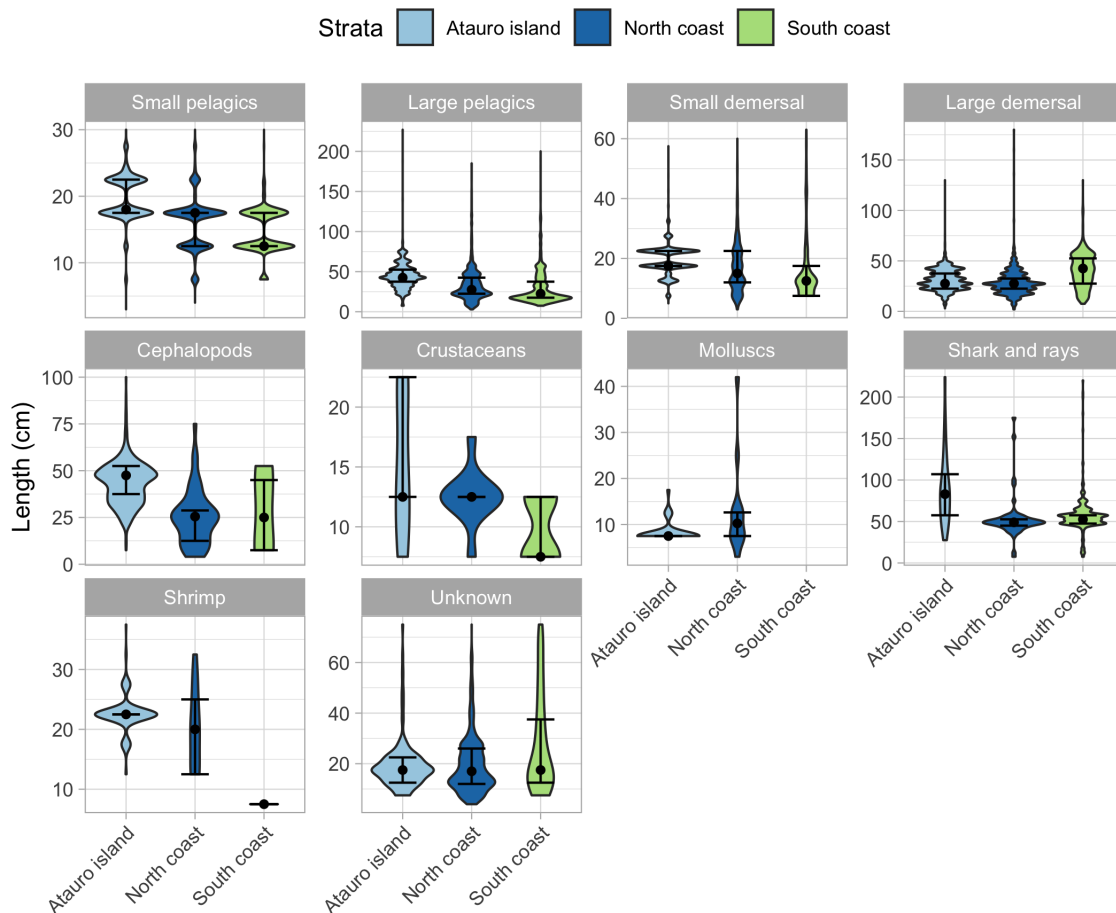 Strata Atauro island North coast South coast
Small pelagics Large pelagics Small demersal Large demersal
30 20 10
200 150 100 50 0
60 40 20 0
150 100 50 0
Length (cm)
Cephalopods Crustaceans Molluscs Shark and rays
100 75 50 25 0
20 15 10
40 30 20 10
200 150 100 50 0
Atauro island North coast South coast
Atauro island North coast South coast
Shrimp Unknown
30 20 10
60 40 20
Atauro island North coast South coast
Atauro island North coast South coast